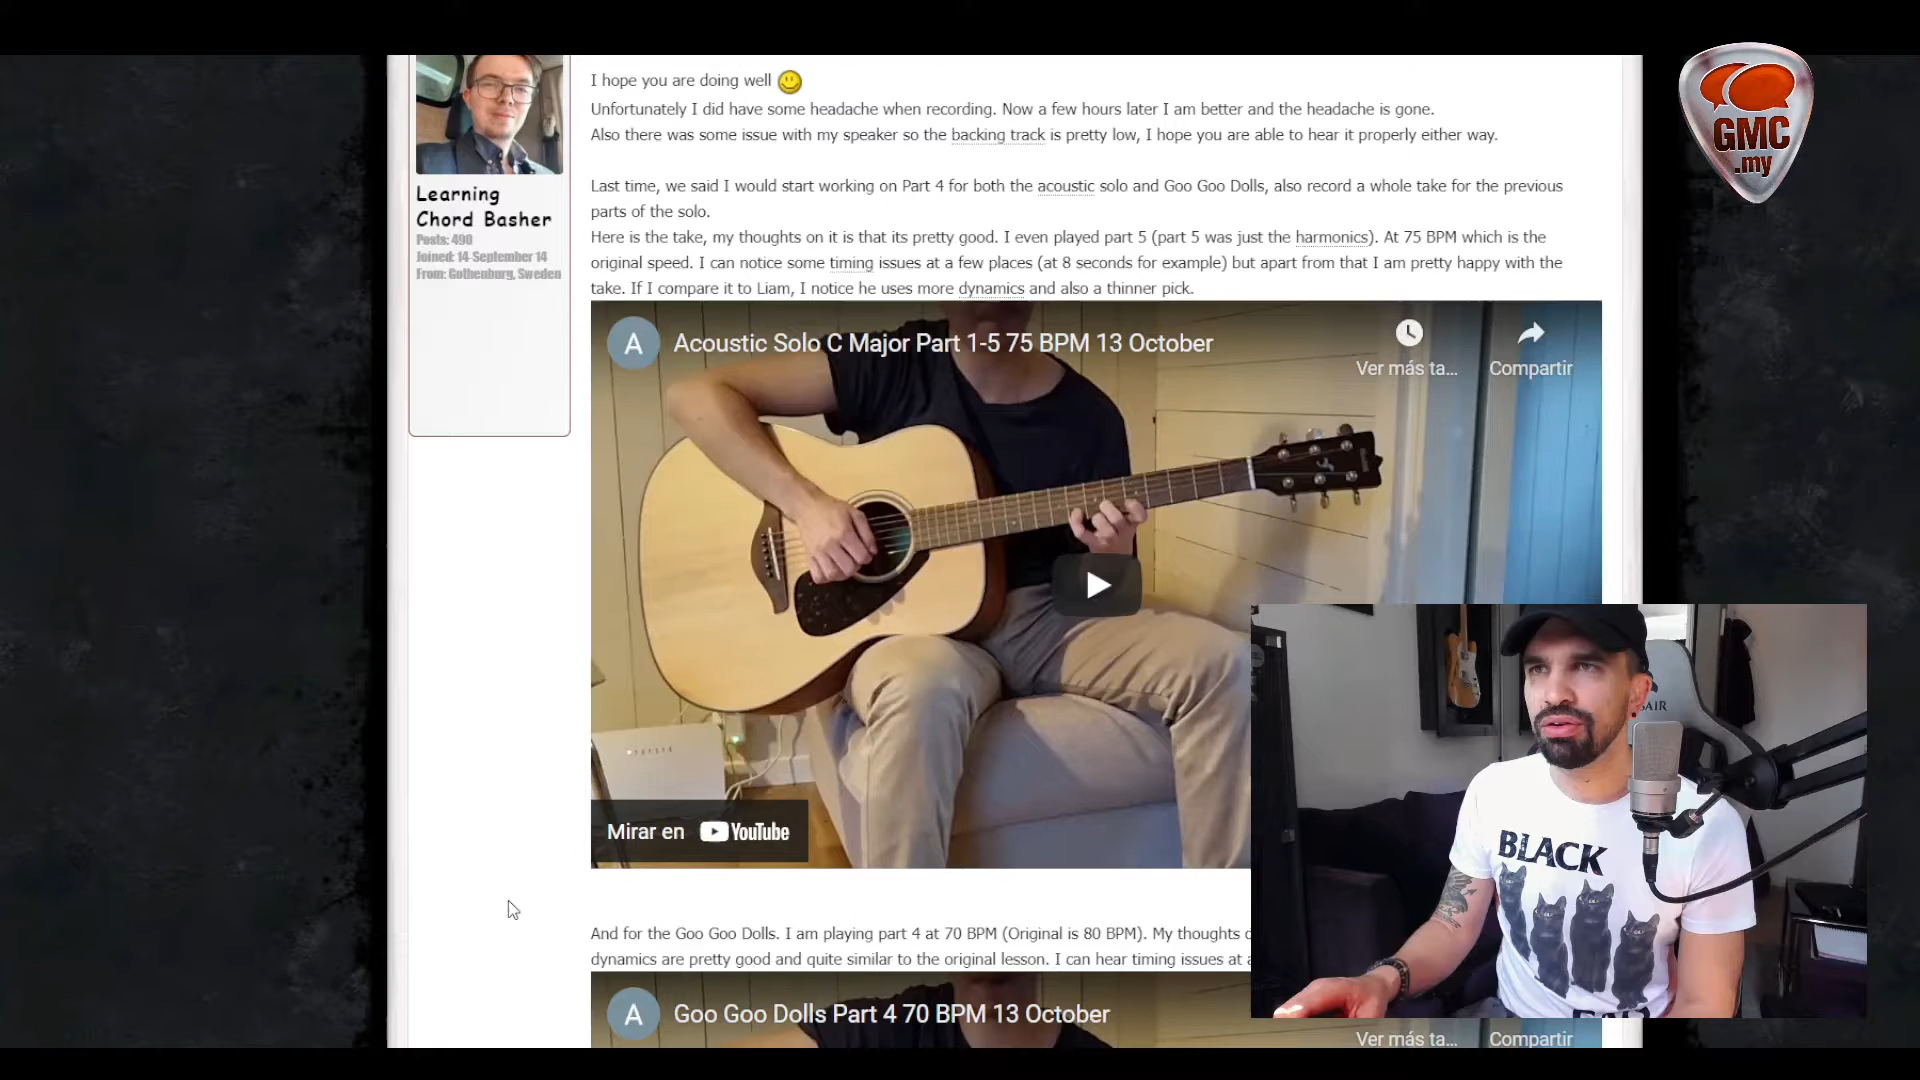 I hope you are doing well
Unfortunately I did have some headache when recording. Now a few hours later I am better and the headache is gone.
Also there was some issue with my speaker so the backing track is pretty low, I hope you are able to hear it properly either way.
Last time, we said I would start working on Part 4 for both the acoustic solo and Goo Goo Dolls, also record a whole take for the previous
parts of the solo.
Here is the take, my thoughts on it is that its pretty good. I even played part 5 (part 5 was just the harmonics). At 75 BPM which is the
original speed. I can notice some timing issues at a few places (at 8 seconds for example) but apart from that I am pretty happy with the
take. If I compare it to Liam, I notice he uses more dynamics and also a thinner pick.
Learning
Chord Basher
Posts: 490
Joined: 14-September 14
From: Gothenburg, Sweden
GMC
.my
A
Acoustic Solo C Major Part 1-5 75 BPM 13 October
Ver más ta...
Compartir
Mirar en YouTube
And for the Goo Goo Dolls. I am playing part 4 at 70 BPM (Original is 80 BPM). My thoughts
dynamics are pretty good and quite similar to the original lesson. I can hear timing issues at
A
Goo Goo Dolls Part 4 70 BPM 13 October
Ver más ta...
Compartir
BLACK